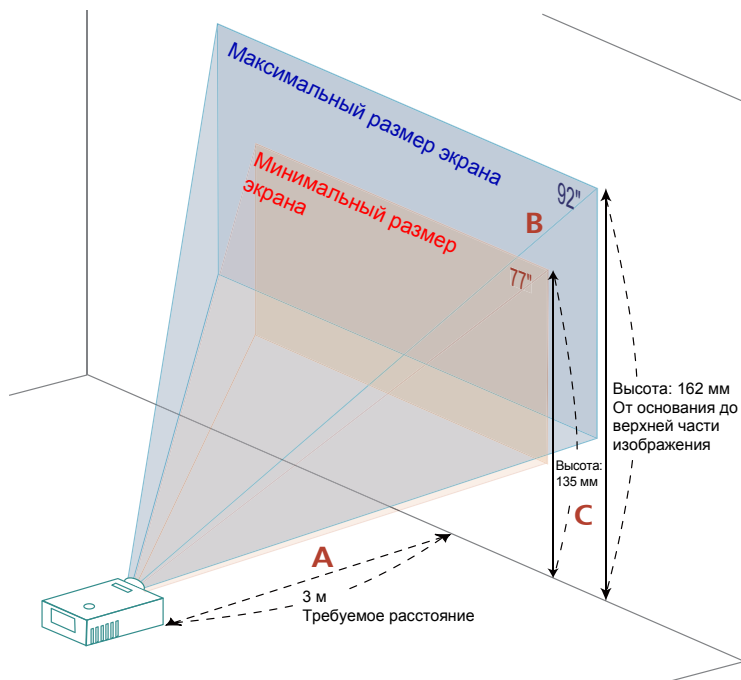 Максимальный размер экрана
92"
B
Минимальный размер
экрана
77"
Высота: 162 мм
От основания до
верхней части
изображения
Высота:
135 мм
C
A
3 м
Требуемое расстояние